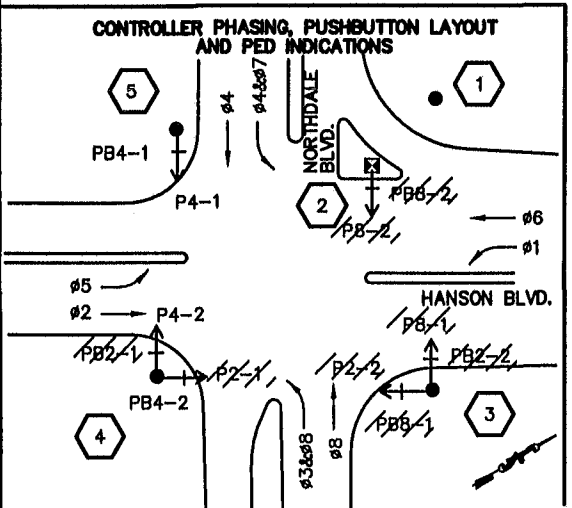 CONTROLLER PHASING, PUSHBUTTON LAYOUT
AND PED INDICATIONS
5
1
ø4
ø4&ø7
NORTHDALE
BLVD.
PB4-1
P4-1
2
PB8-2
P8-2
ø6
ø1
ø5
HANSON BLVD.
ø2
P4-2
P8-1
PB2-1
PB2-2
P2-1
P2-2
PB4-2
PB8-1
4
ø3&ø8
ø8
3